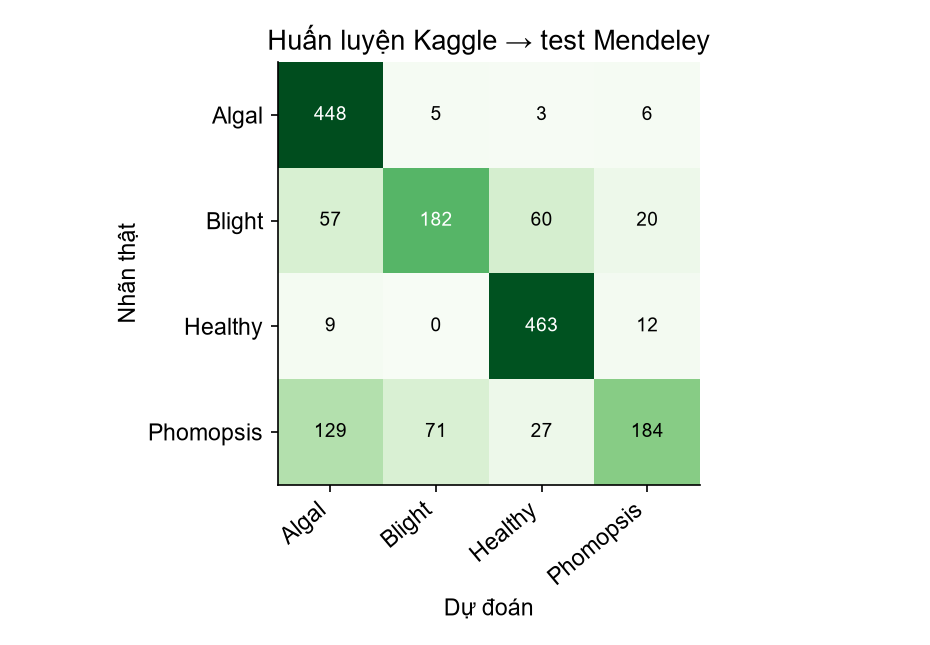 Huấn luyện Kaggle → test Mendeley
Nhãn thật
Algal 448 5 3 6
Blight 57 182 60 20
Healthy 9 0 463 12
Phomopsis 129 71 27 184
Algal Blight Healthy Phomopsis
Dự đoán